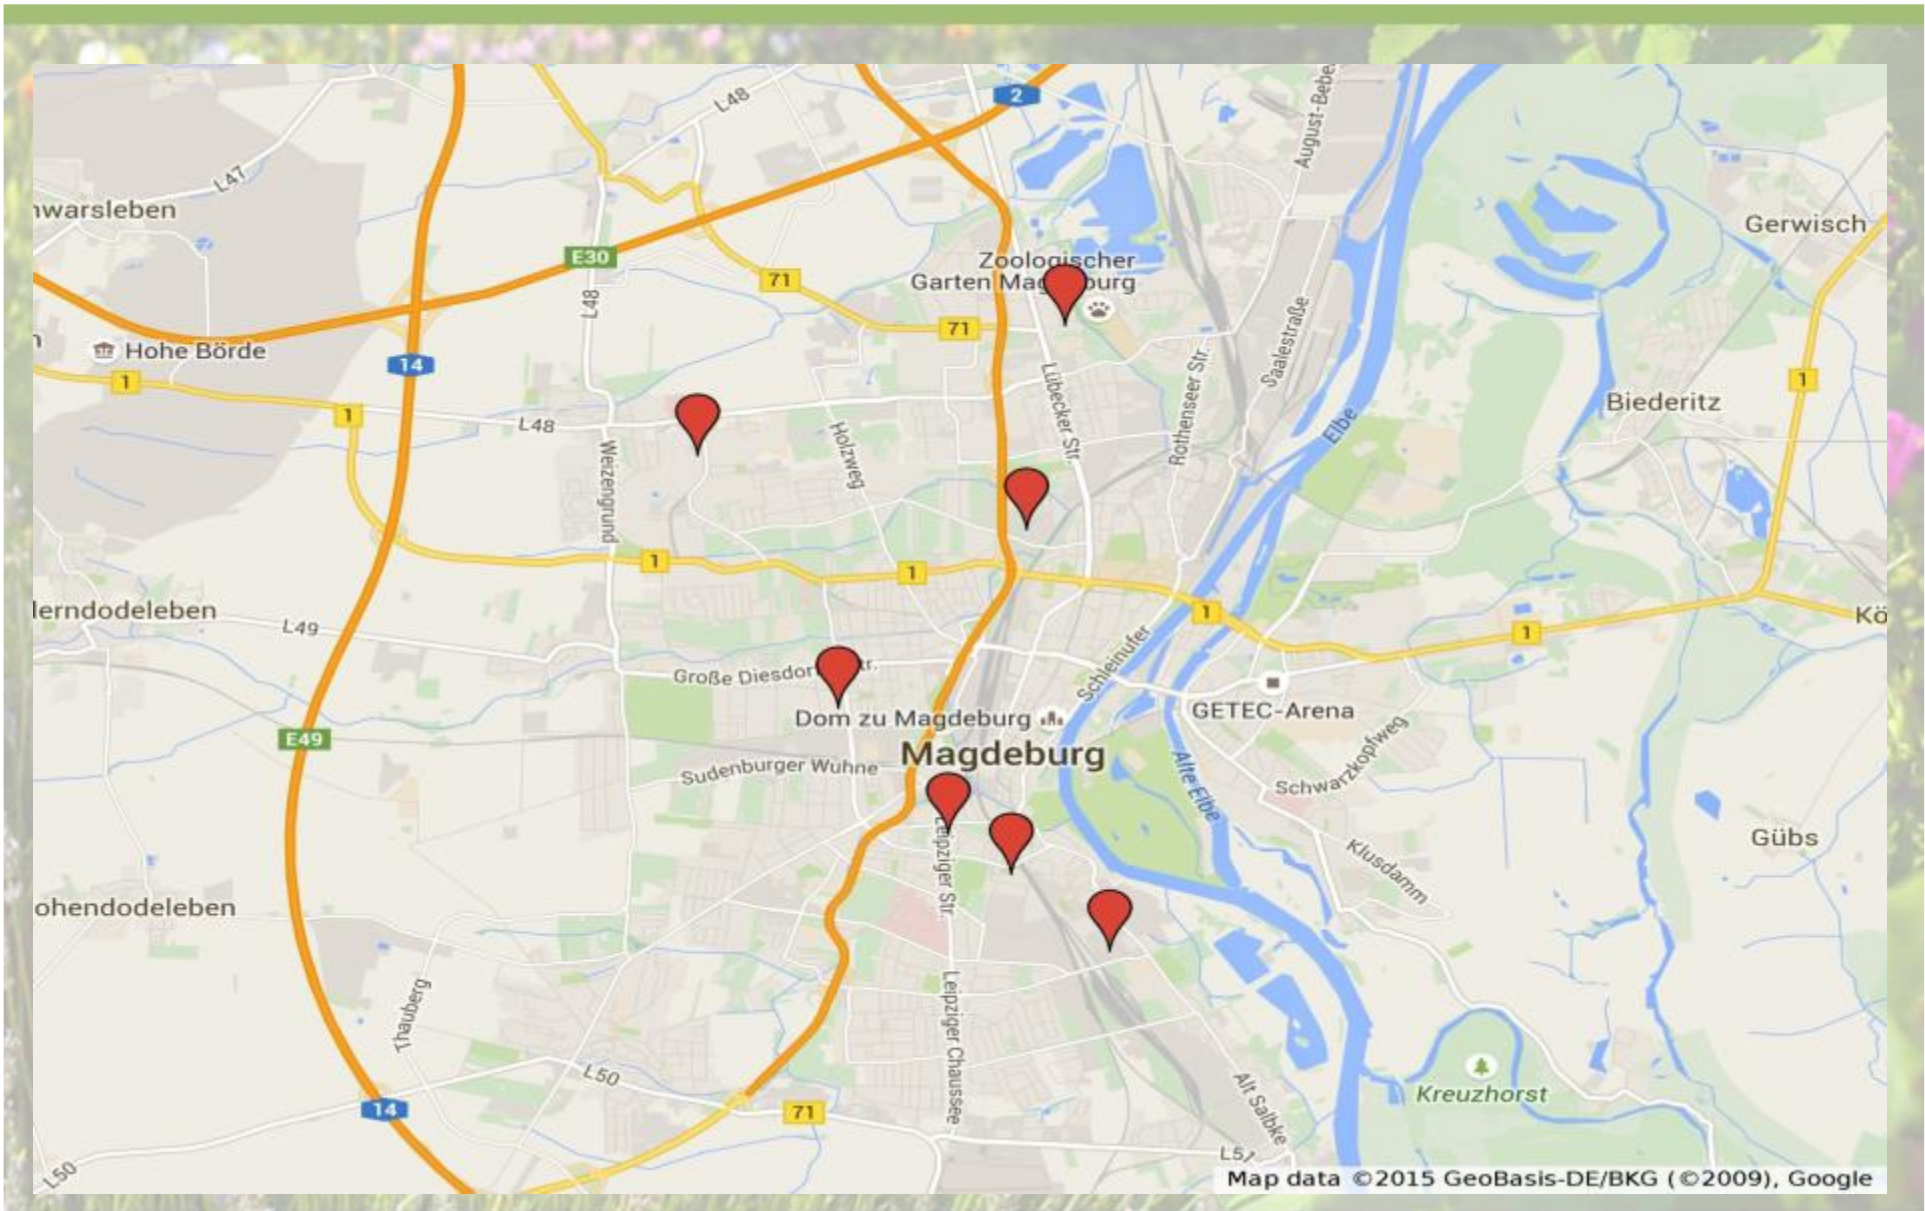 L48
2
August-Bebe
L47
nwarsleben
Gerwisch
E30
Zoologischer
Garten Mag burg
71
L48
71
Saalestraße
Hohe Börde
14
1
1
Lübecker Str.
Rothenseer Str.
1
Biederitz
L48
Elbe
Weizengrund
Holzweg
1
1
lerndodeleben
1
Kö
L49
1
Schleinufer
Große Diesdor tr.
Dom zu Magdeburg
GETEC-Arena
E49
Magdeburg
Schwarzkopfweg
Sudenburger Wuhne
Alte Elbe
Leipziger Str.
Gübs
Klusdamm
ohendodeleben
Thauberg
Leipziger Chaussee
L50
Kreuzhorst
14
71
Alt Salbke
L50
L51
Map data ©2015 GeoBasis-DE/BKG (©2009), Google